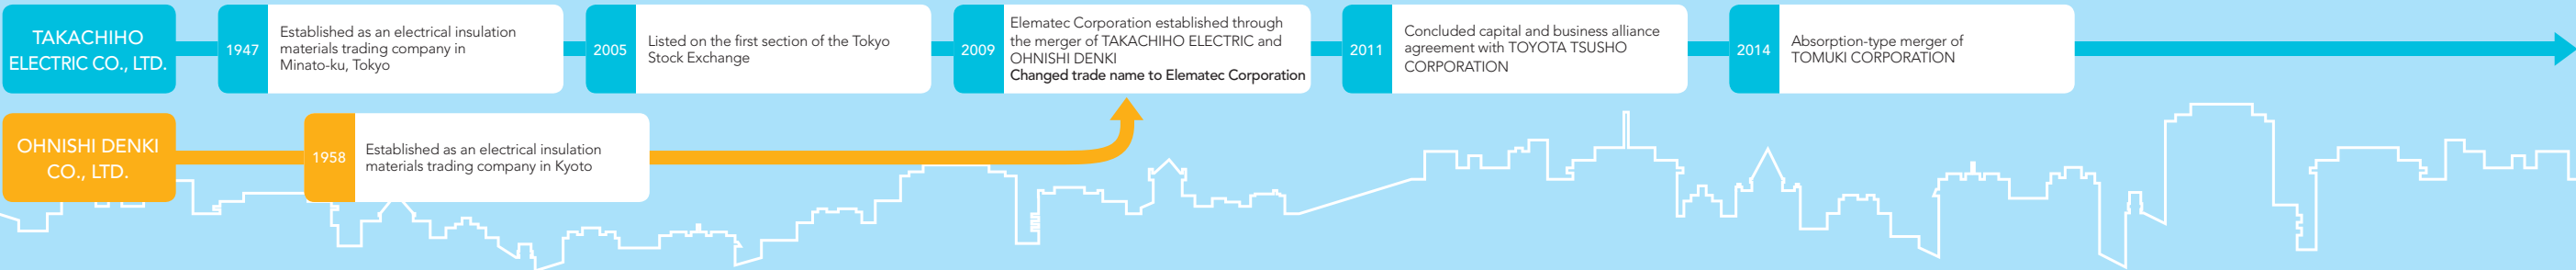 TAKACHIHO
ELECTRIC CO., LTD.
1947
Established as an electrical insulation
materials trading company in
Minato-ku, Tokyo
2005
Listed on the first section of the Tokyo
Stock Exchange
2009
Elematec Corporation established through
the merger of TAKACHIHO ELECTRIC and
OHNISHI DENKI
Changed trade name to Elematec Corporation
2011
Concluded capital and business alliance
agreement with TOYOTA TSUSHO
CORPORATION
2014
Absorption-type merger of
TOMUKI CORPORATION
OHNISHI DENKI
CO., LTD.
1958
Established as an electrical insulation
materials trading company in Kyoto